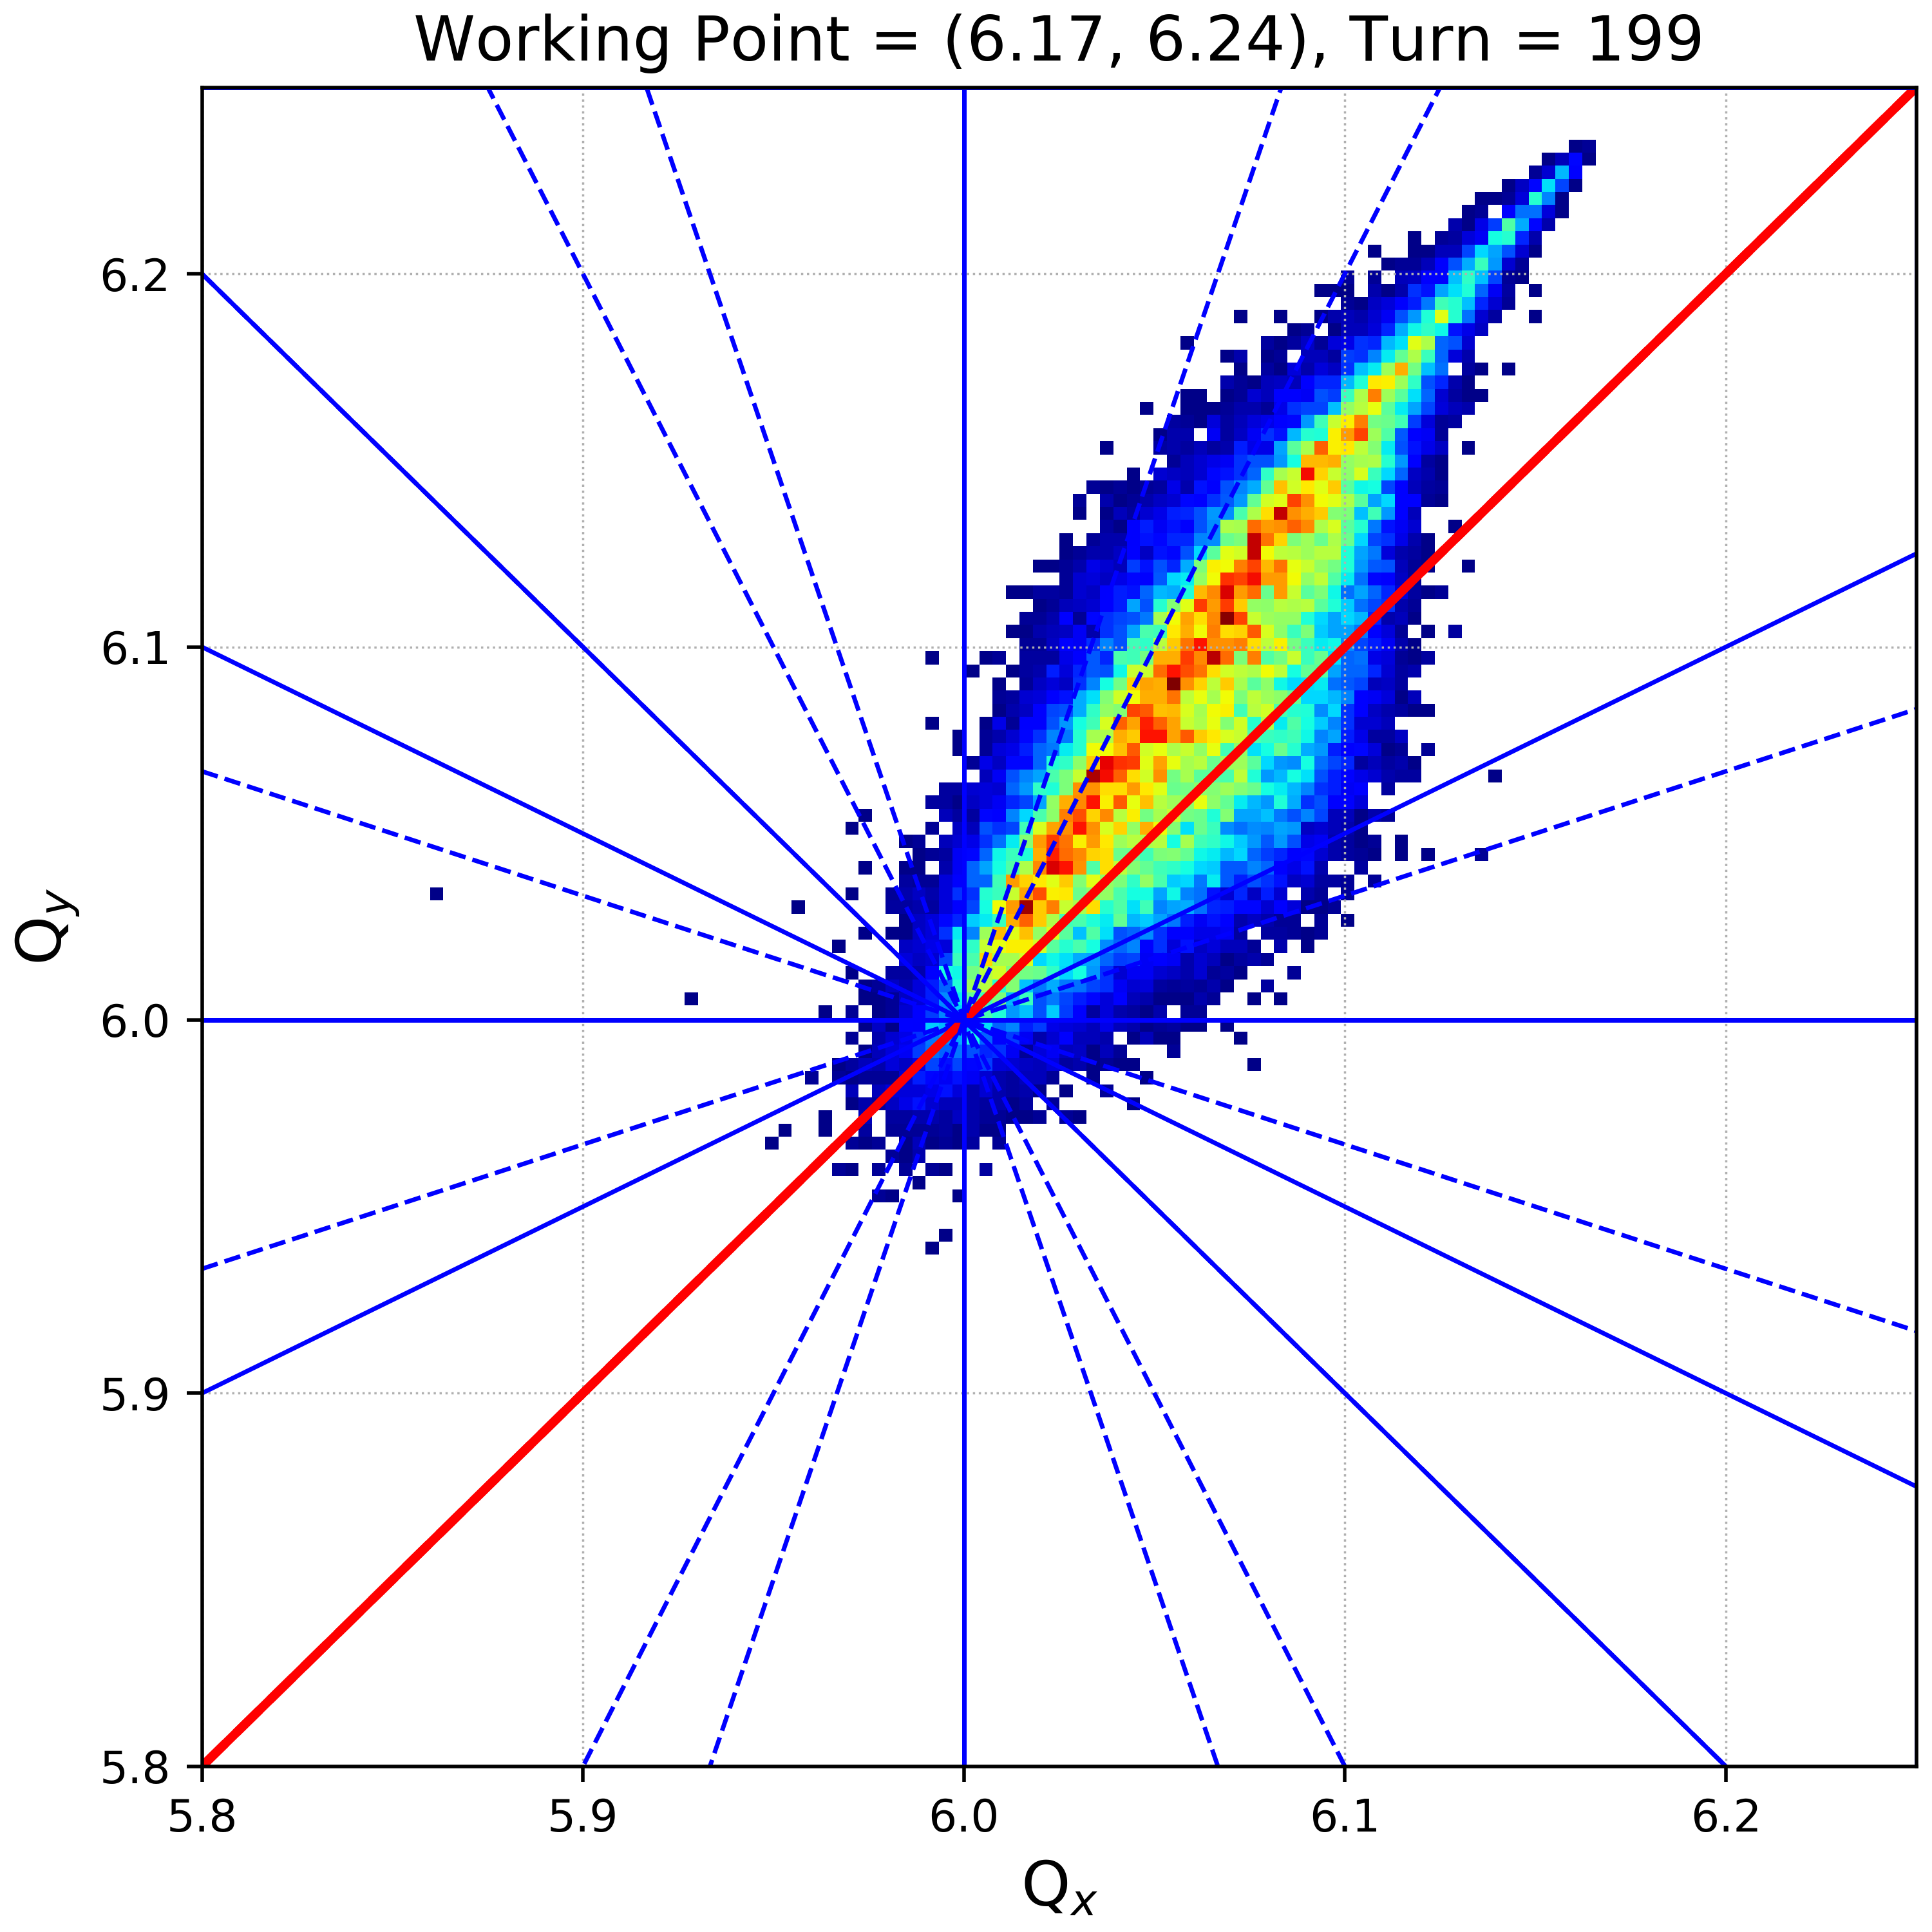 Working Point = (6.17, 6.24), Turn = 199
6.2
6.1
6.0
5.9
5.8
Qy
5.8 5.9 6.0 6.1 6.2
Qx